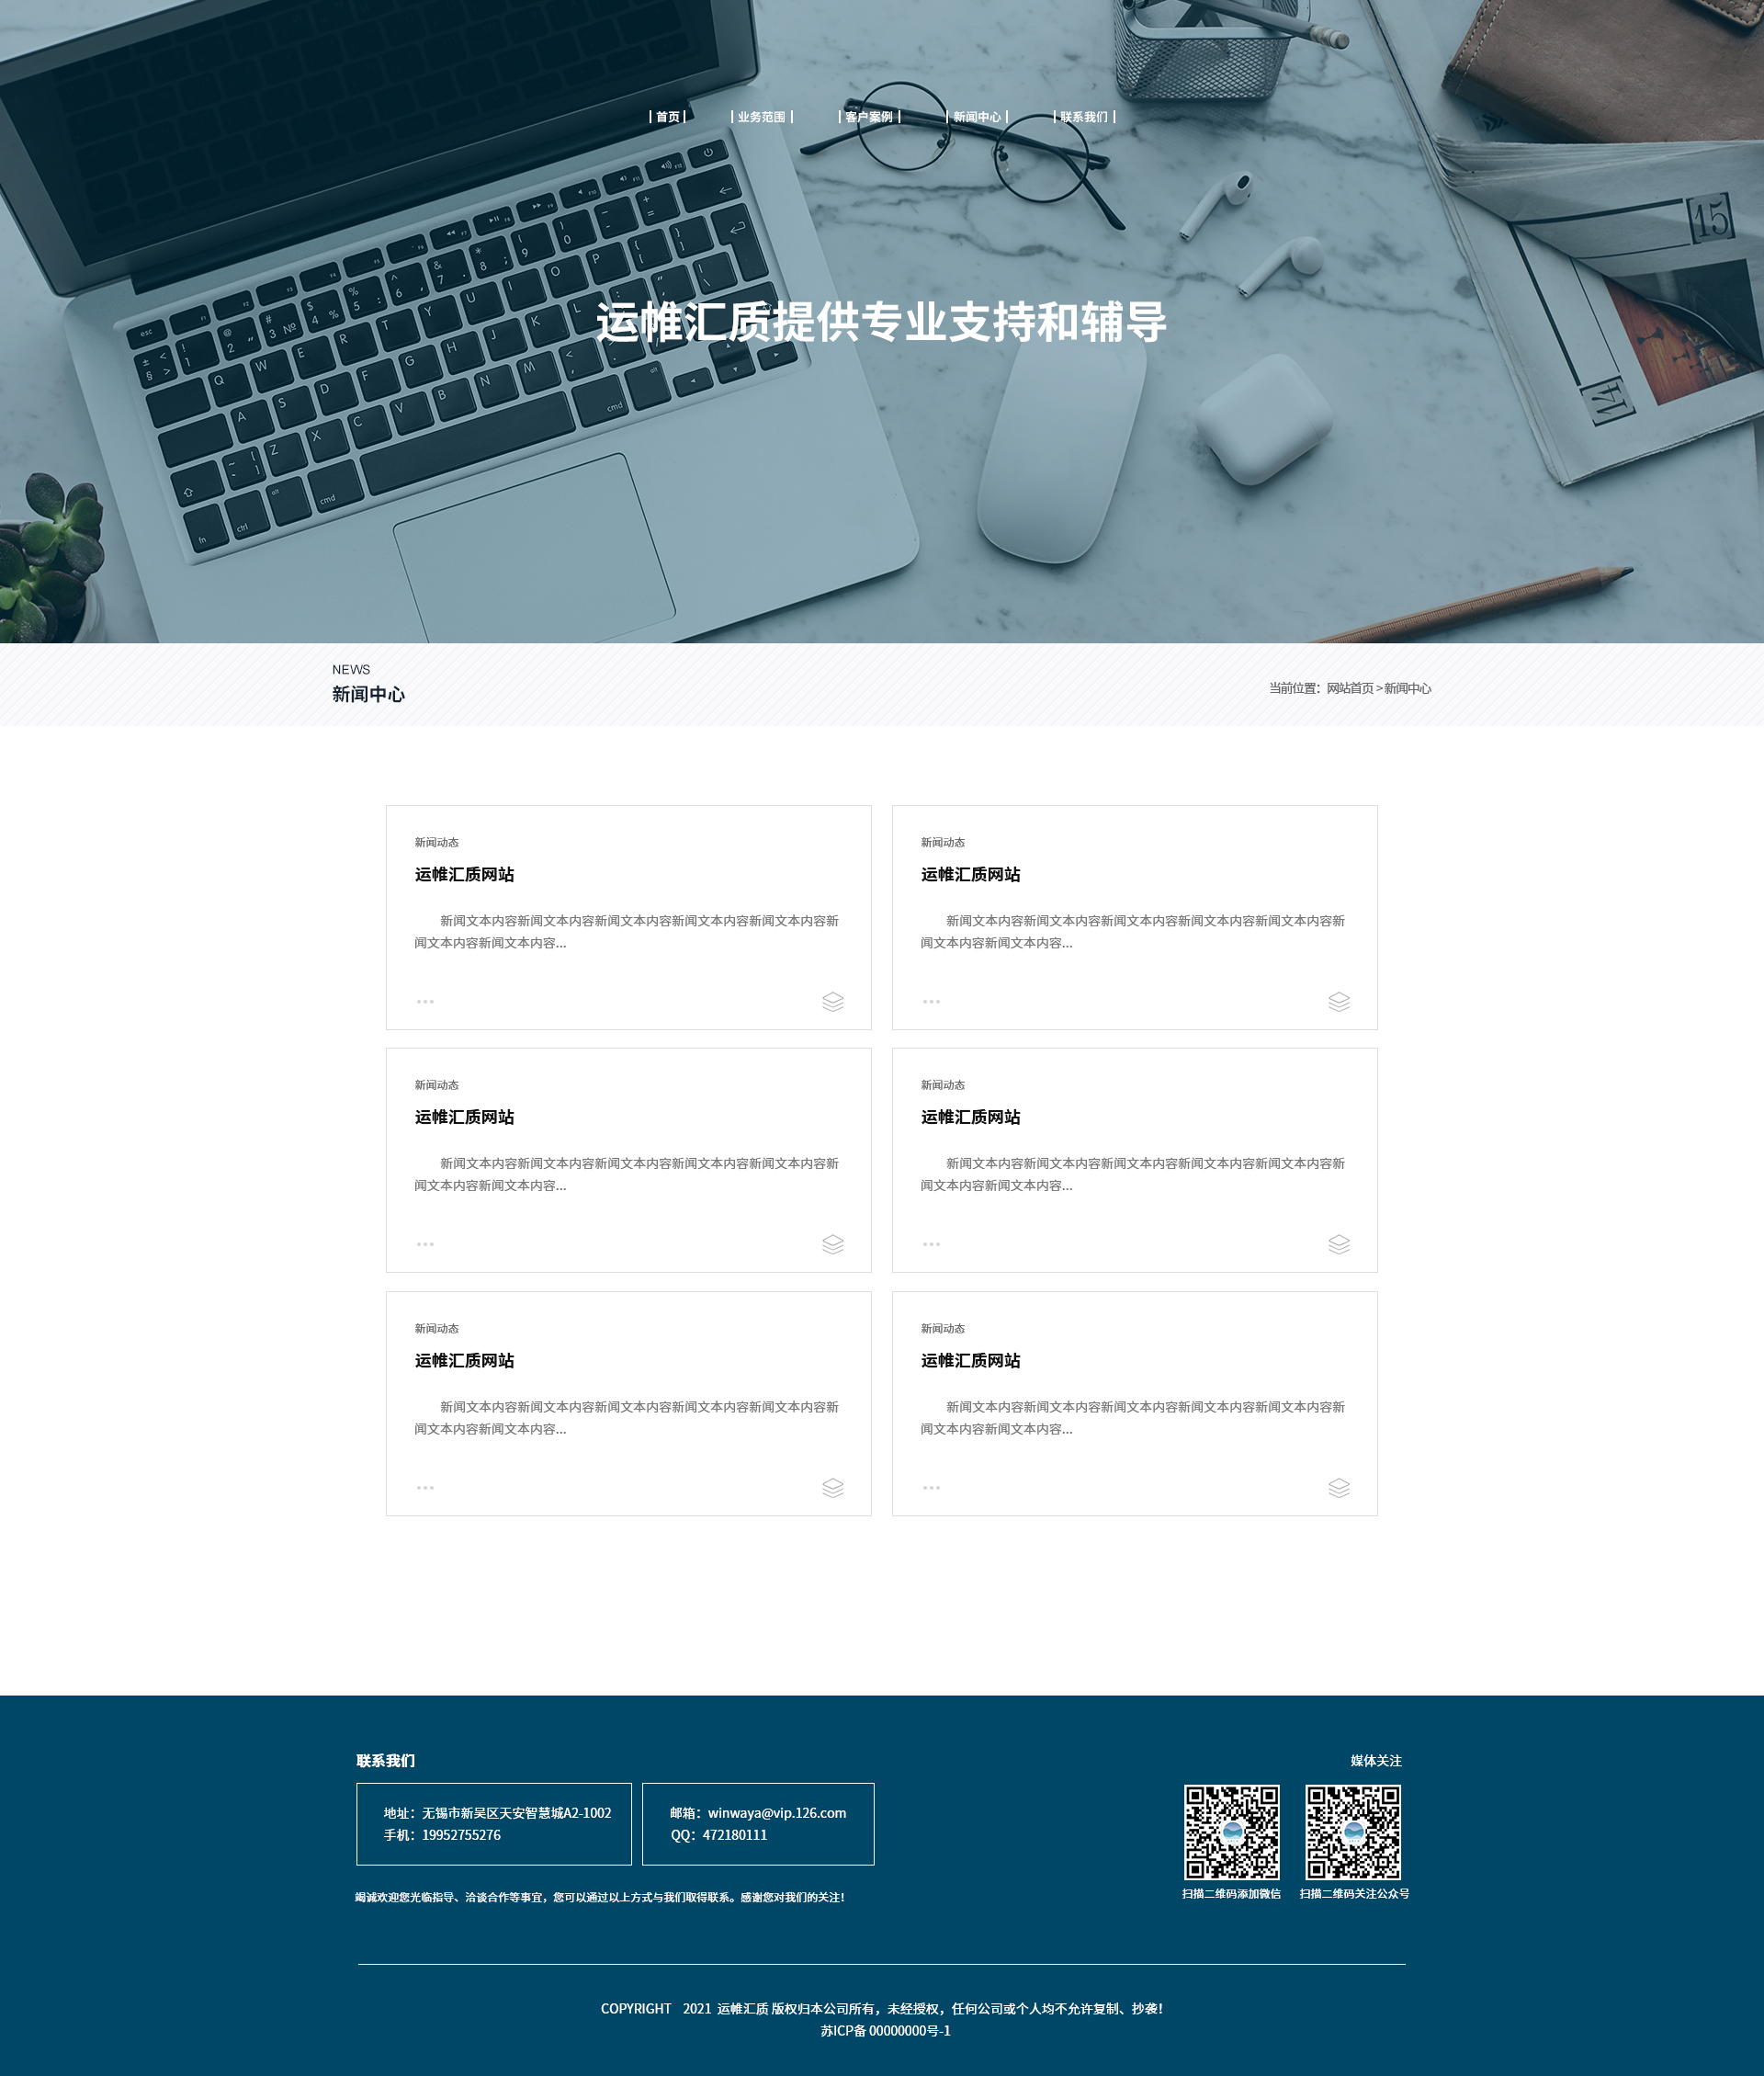 首页 业务范围 客户案例 新闻中心 联系我们
运帷汇质提供专业支持和辅导
NEWS
新闻中心
当前位置：网站首页＞新闻中心
新闻动态
运帷汇质网站
新闻文本内容新闻文本内容新闻文本内容新闻文本内容新闻文本内容新
闻文本内容新闻文本内容...
新闻动态
运帷汇质网站
新闻文本内容新闻文本内容新闻文本内容新闻文本内容新闻文本内容新
闻文本内容新闻文本内容...
新闻动态
运帷汇质网站
新闻文本内容新闻文本内容新闻文本内容新闻文本内容新闻文本内容新
闻文本内容新闻文本内容...
新闻动态
运帷汇质网站
新闻文本内容新闻文本内容新闻文本内容新闻文本内容新闻文本内容新
闻文本内容新闻文本内容...
新闻动态
运帷汇质网站
新闻文本内容新闻文本内容新闻文本内容新闻文本内容新闻文本内容新
闻文本内容新闻文本内容...
新闻动态
运帷汇质网站
新闻文本内容新闻文本内容新闻文本内容新闻文本内容新闻文本内容新
闻文本内容新闻文本内容...
联系我们
地址：无锡市新吴区天安智慧城A2-1002
手机：19952755276
邮箱：winwaya@vip.126.com
QQ：472180111
竭诚欢迎您光临指导、洽谈合作等事宜，您可以通过以上方式与我们取得联系。感谢您对我们的关注！
媒体关注
扫描二维码添加微信
扫描二维码关注公众号
COPYRIGHT 2021 运帷汇质 版权归本公司所有，未经授权，任何公司或个人均不允许复制、抄袭！
苏ICP备 00000000号-1